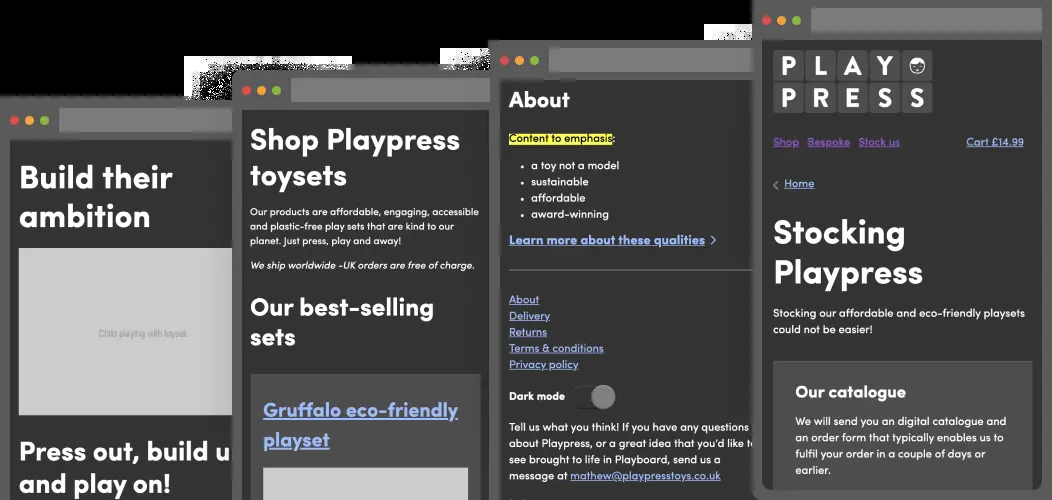 Build their
ambition
Child playing with toyset
Press out, build u
and play on!
Shop Playpress
toysets
Our products are affordable, engaging, accessible
and plastic-free play sets that are kind to our
planet. Just press, play and away!
We ship worldwide -UK orders are free of charge.
Our best-selling
sets
Gruffalo eco-friendly
playset
About
Content to emphasis:
a toy not a model
sustainable
affordable
award-winning
Learn more about these qualities
About
Delivery
Returns
Terms & conditions
Privacy policy
Dark mode
Tell us what you think! If you have any questions
about Playpress, or a great idea that you’d like to
see brought to life in Playboard, send us a
message at mathew@playpresstoys.co.uk
PLAY
PRESS
Shop Bespoke Stock us Cart £14.99
Home
Stocking
Playpress
Stocking our affordable and eco-friendly playsets
could not be easier!
Our catalogue
We will send you an digital catalogue and
an order form that typically enables us to
fulfil your order in a couple of days or
earlier.